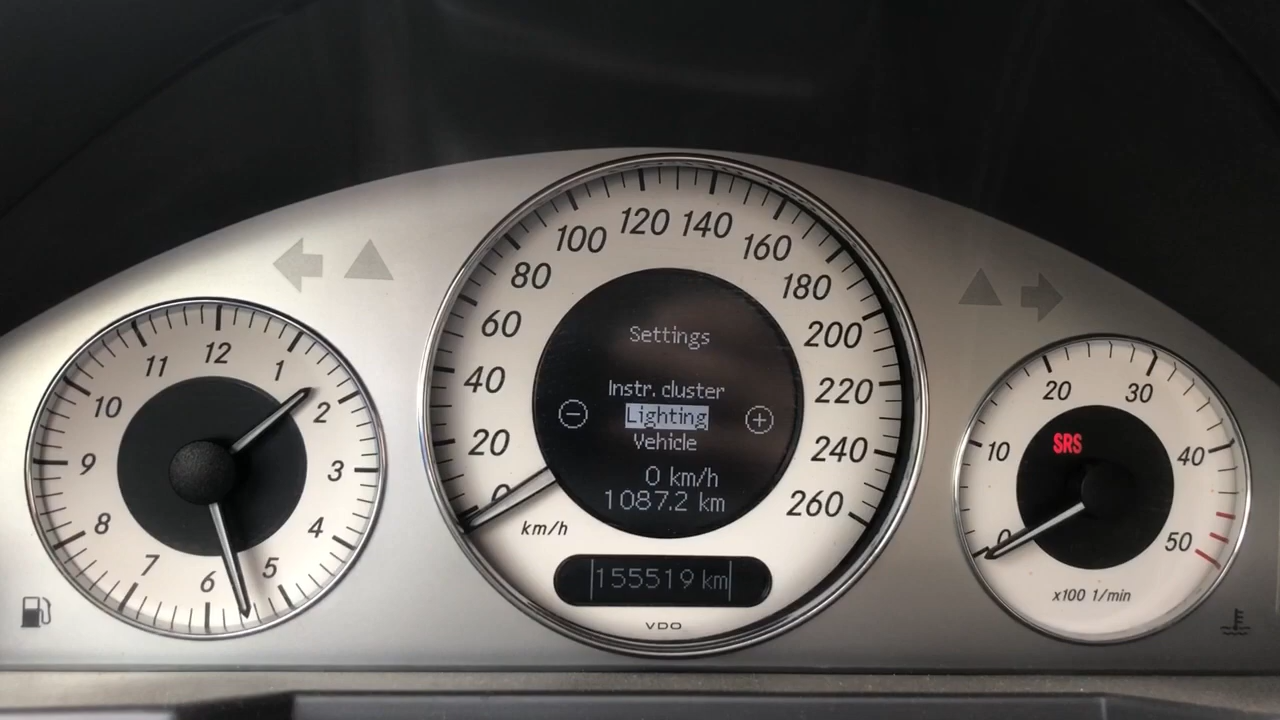 12
11
1
10
2
9
3
8
4
7
6
5
120 140
100
160
80
180
60
200
40
220
20
240
0
260
km/h
Settings
Instr. cluster
Lighting
Vehicle
0 km/h
1087.2 km
155519 km
VDO
20
30
10
40
0
50
SRS
x100 1/min